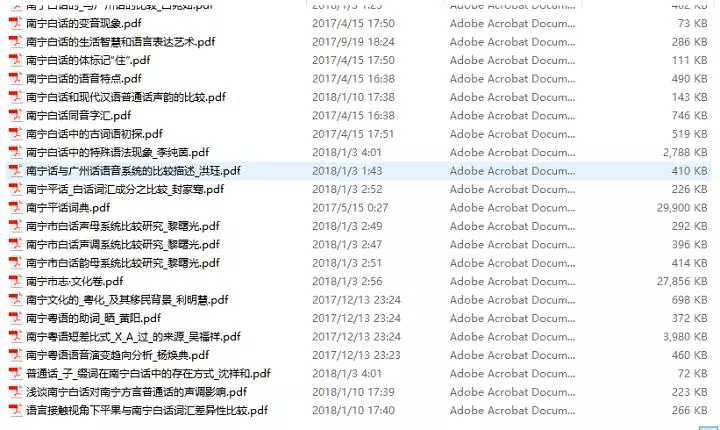 南宁白话的变音现象.pdf 2017/4/15 17:50 Adobe Acrobat Docum... 73 KB
南宁白话的生活智慧和语言表达艺术.pdf 2017/9/19 18:24 Adobe Acrobat Docum... 286 KB
南宁白话的体标记“住”.pdf 2017/4/15 17:50 Adobe Acrobat Docum... 111 KB
南宁白话的语音特点.pdf 2017/4/15 16:38 Adobe Acrobat Docum... 490 KB
南宁白话和现代汉语普通话声韵的比较.pdf 2018/1/10 17:38 Adobe Acrobat Docum... 143 KB
南宁白话同音字汇.pdf 2017/4/15 16:38 Adobe Acrobat Docum... 746 KB
南宁白话中的古词语初探.pdf 2017/4/15 17:51 Adobe Acrobat Docum... 519 KB
南宁白话中的特殊语法现象_李纯茵.pdf 2018/1/3 4:01 Adobe Acrobat Docum... 2,788 KB
南宁话与广州话语音系统的比较描述_洪珏.pdf 2018/1/3 1:43 Adobe Acrobat Docum... 410 KB
南宁平话_白话词汇成分之比较_封家骞.pdf 2018/1/3 2:52 Adobe Acrobat Docum... 226 KB
南宁平话词典.pdf 2017/5/15 0:27 Adobe Acrobat Docum... 29,900 KB
南宁市白话声母系统比较研究_黎曙光.pdf 2018/1/3 2:49 Adobe Acrobat Docum... 292 KB
南宁市白话声调系统比较研究_黎曙光.pdf 2018/1/3 2:47 Adobe Acrobat Docum... 396 KB
南宁市白话韵母系统比较研究_黎曙光.pdf 2018/1/3 2:51 Adobe Acrobat Docum... 414 KB
南宁市志·文化卷.pdf 2018/1/3 2:56 Adobe Acrobat Docum... 27,856 KB
南宁文化的_粤化_及其移民背景_利明慧.pdf 2017/12/13 23:24 Adobe Acrobat Docum... 698 KB
南宁粤语的助词_晒_黄阳.pdf 2017/12/13 23:24 Adobe Acrobat Docum... 372 KB
南宁粤语短差比式_X_A_过_的来源_吴福祥.pdf 2017/12/13 23:24 Adobe Acrobat Docum... 3,980 KB
南宁粤语语音演变趋向分析_杨焕典.pdf 2017/12/13 23:23 Adobe Acrobat Docum... 460 KB
普通话_子_缀词在南宁白话中的存在方式_沈祥和.pdf 2018/1/3 4:01 Adobe Acrobat Docum... 72 KB
浅谈南宁白话对南宁方言普通话的声调影响.pdf 2018/1/10 17:39 Adobe Acrobat Docum... 223 KB
语言接触视角下平果与南宁白话词汇差异性比较.pdf 2018/1/10 17:40 Adobe Acrobat Docum... 266 KB